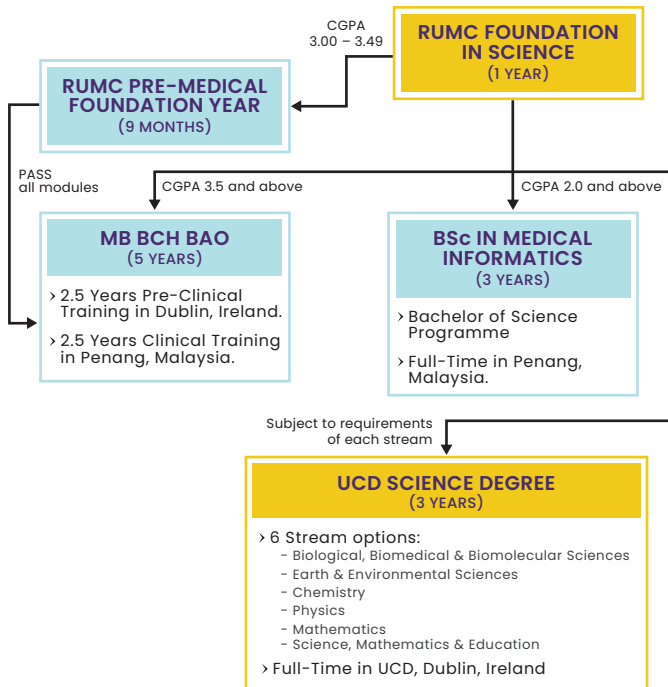 CGPA
3.00 – 3.49
RUMC FOUNDATION
IN SCIENCE
(1 YEAR)
RUMC PRE-MEDICAL
FOUNDATION YEAR
(9 MONTHS)
PASS
all modules
CGPA 3.5 and above
CGPA 2.0 and above
MB BCH BAO
(5 YEARS)
› 2.5 Years Pre-Clinical
Training in Dublin, Ireland.
› 2.5 Years Clinical Training
in Penang, Malaysia.
BSc IN MEDICAL
INFORMATICS
(3 YEARS)
› Bachelor of Science
Programme
› Full-Time in Penang,
Malaysia.
Subject to requirements
of each stream
UCD SCIENCE DEGREE
(3 YEARS)
› 6 Stream options:
- Biological, Biomedical & Biomolecular Sciences
- Earth & Environmental Sciences
- Chemistry
- Physics
- Mathematics
- Science, Mathematics & Education
› Full-Time in UCD, Dublin, Ireland